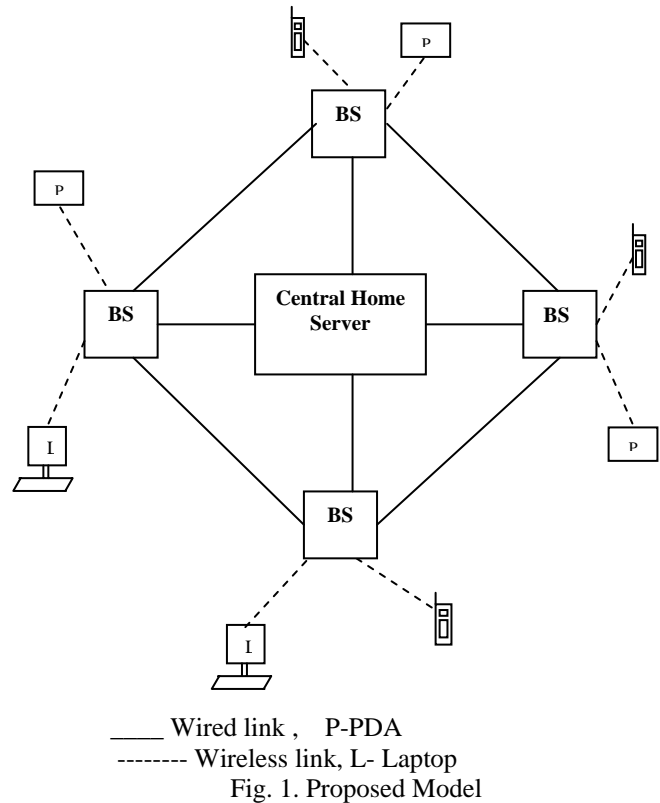 P
BS
P
BS
Central Home
Server
BS
L
P
BS
L
____ Wired link , P-PDA
-------- Wireless link, L- Laptop
Fig. 1. Proposed Model